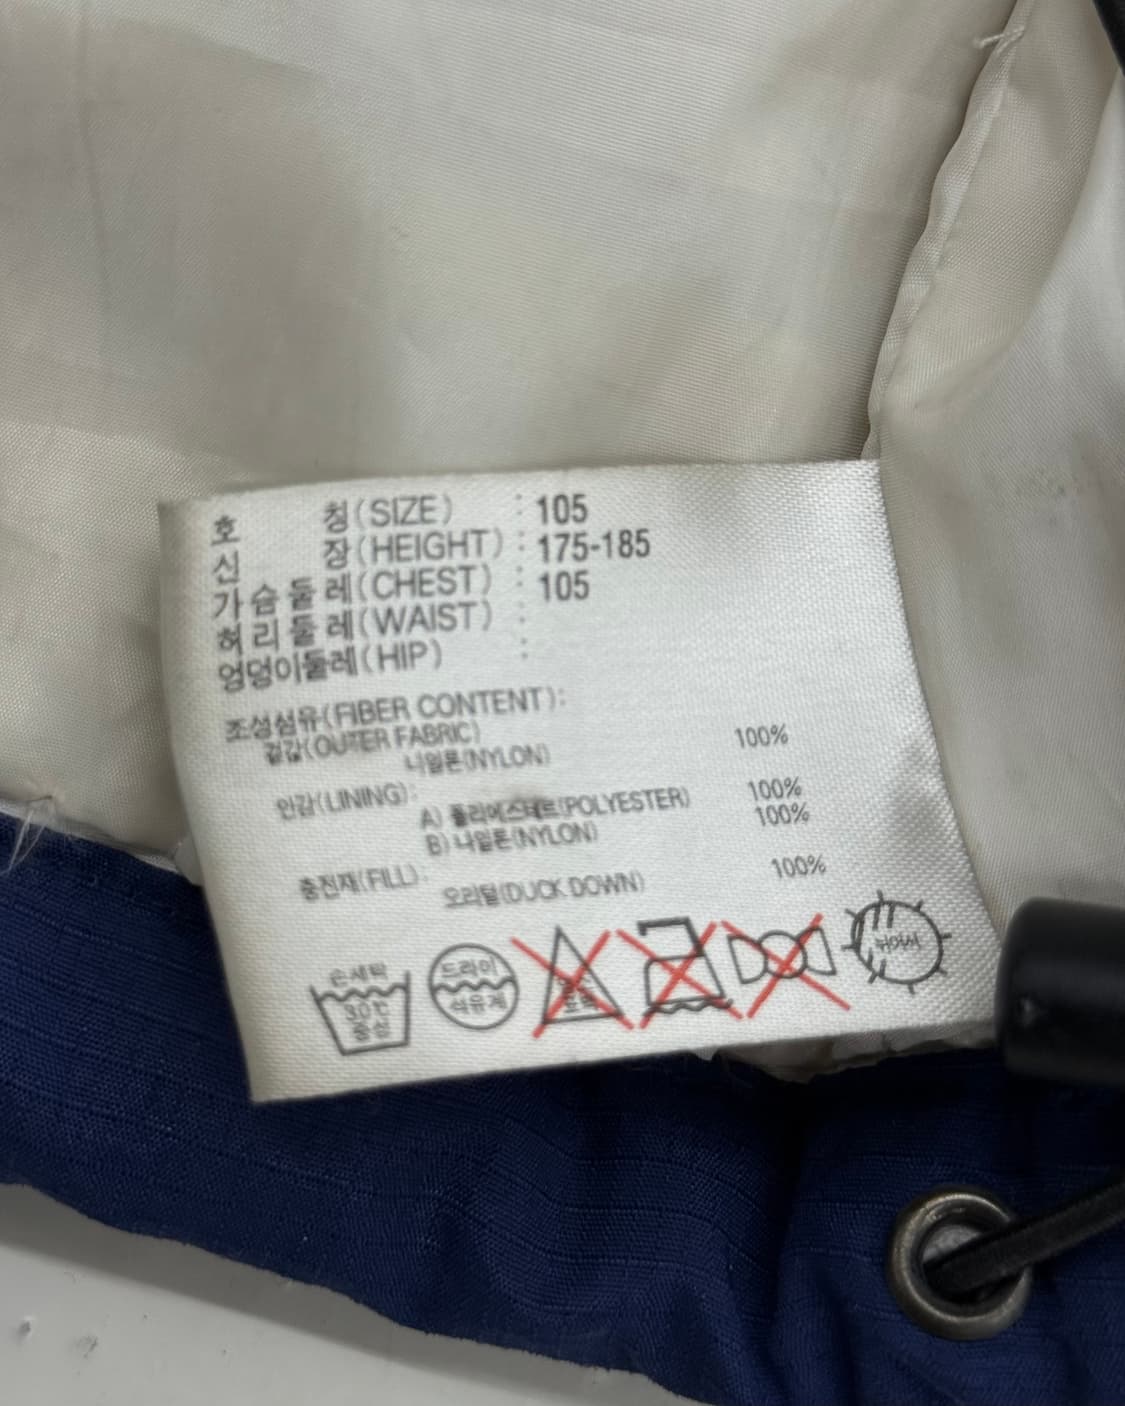 호 칭(SIZE) : 105
신 장(HEIGHT) : 175-185
가슴둘레(CHEST) : 105
허리둘레(WAIST) :
엉덩이둘레(HIP) :
조성섬유(FIBER CONTENT):
겉감(OUTER FABRIC)
나일론(NYLON) 100%
안감(LINING):
A) 폴리에스테르(POLYESTER) 100%
B) 나일론(NYLON) 100%
충전재(FILL):
오리털(DUCK DOWN) 100%
손세탁
30℃
중성
드라이
석유계
뉘어서